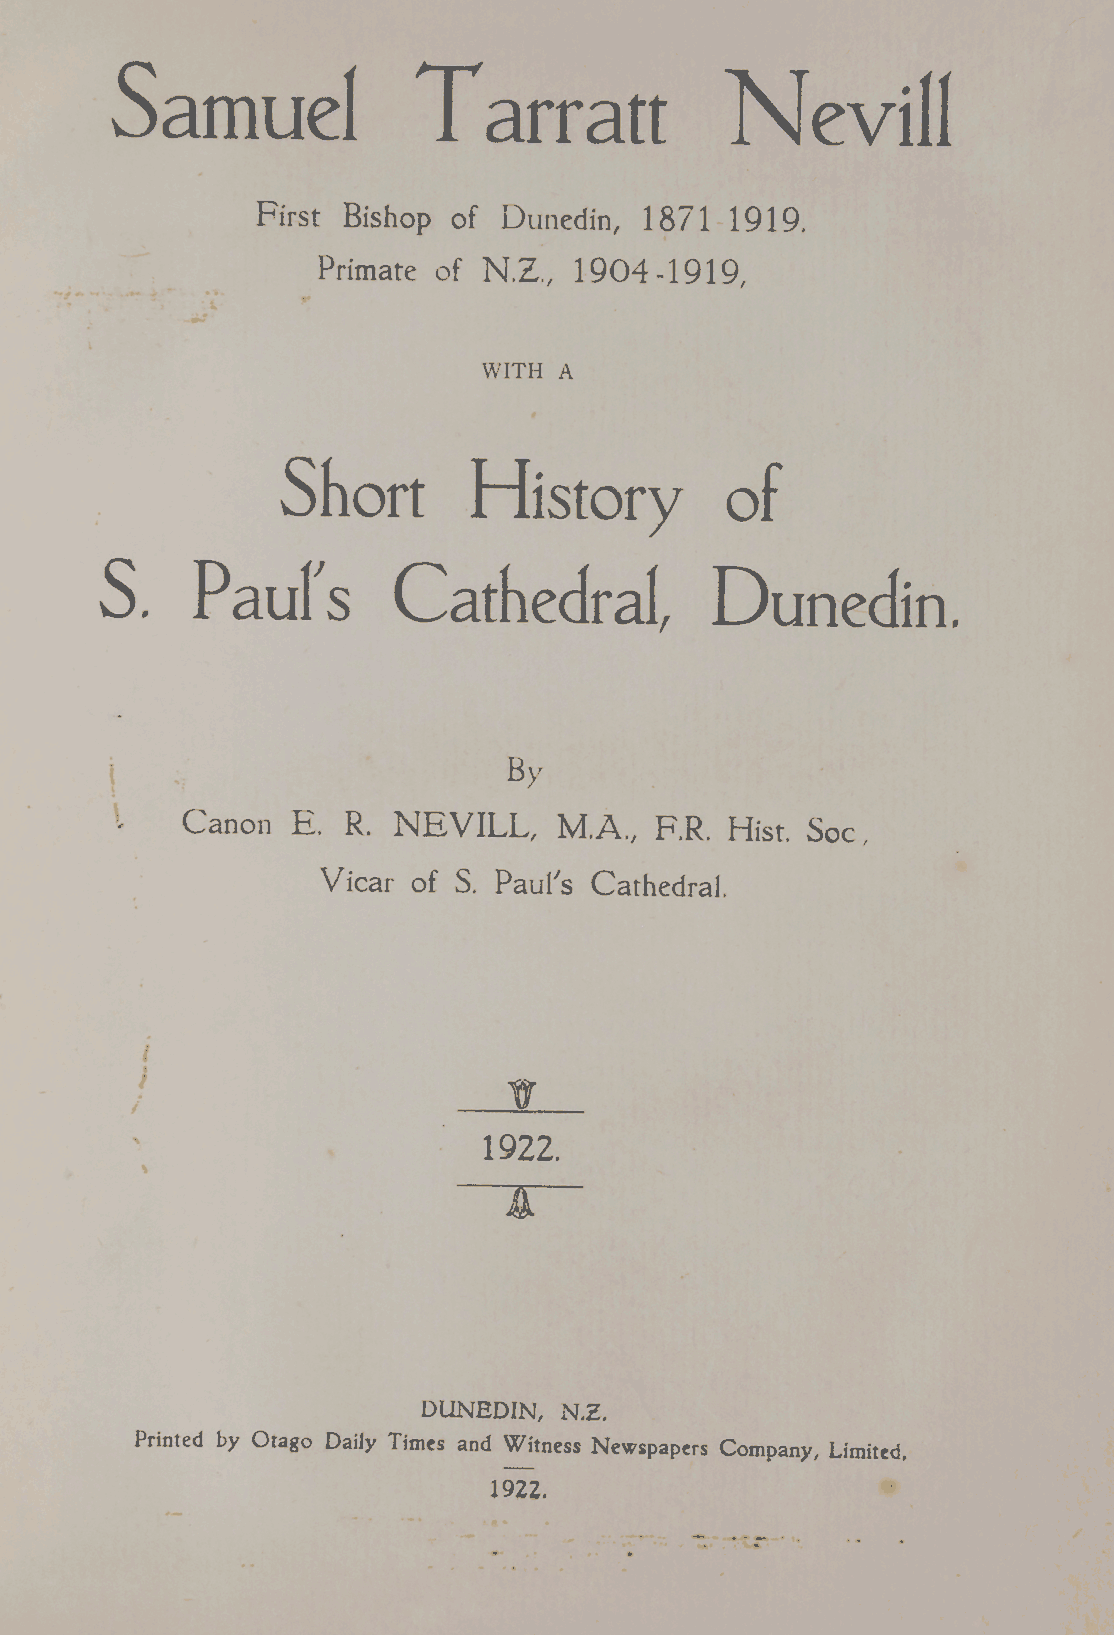 Samuel Tarratt Nevill
First Bishop of Dunedin, 1871-1919.
Primate of N.Z., 1904-1919,
WITH A
Short History of
S. Paul's Cathedral, Dunedin.
By
Canon E. R. NEVILL, M.A., F.R. Hist. Soc,
Vicar of S. Paul's Cathedral.
1922.
DUNEDIN, N.Z.
Printed by Otago Daily Times and Witness Newspapers Company, Limited,
1922.